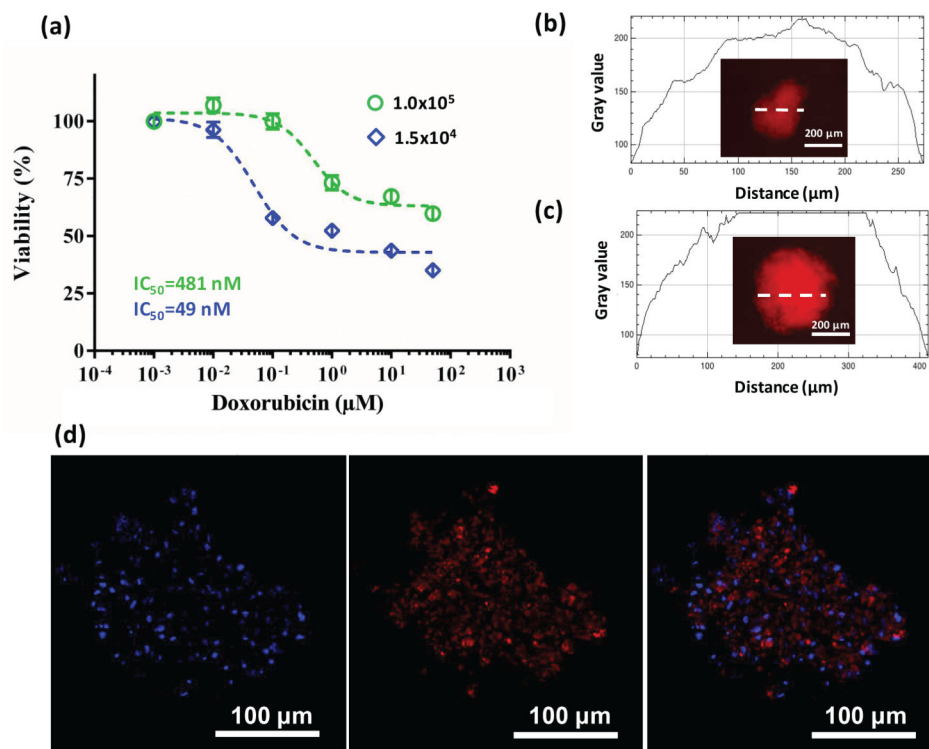 (a)
Viability (%)
100
75
50
25
0
1.0x10⁵
1.5x10⁴
IC₅₀=481 nM
IC₅₀=49 nM
10⁻⁴ 10⁻³ 10⁻² 10⁻¹ 10⁰ 10¹ 10² 10³
Doxorubicin (µM)
(b)
Gray value
200
150
100
200 µm
0 50 100 150 200 250
Distance (µm)
(c)
Gray value
200
150
100
200 µm
0 100 200 300 400
Distance (µm)
(d)
100 µm
100 µm
100 µm